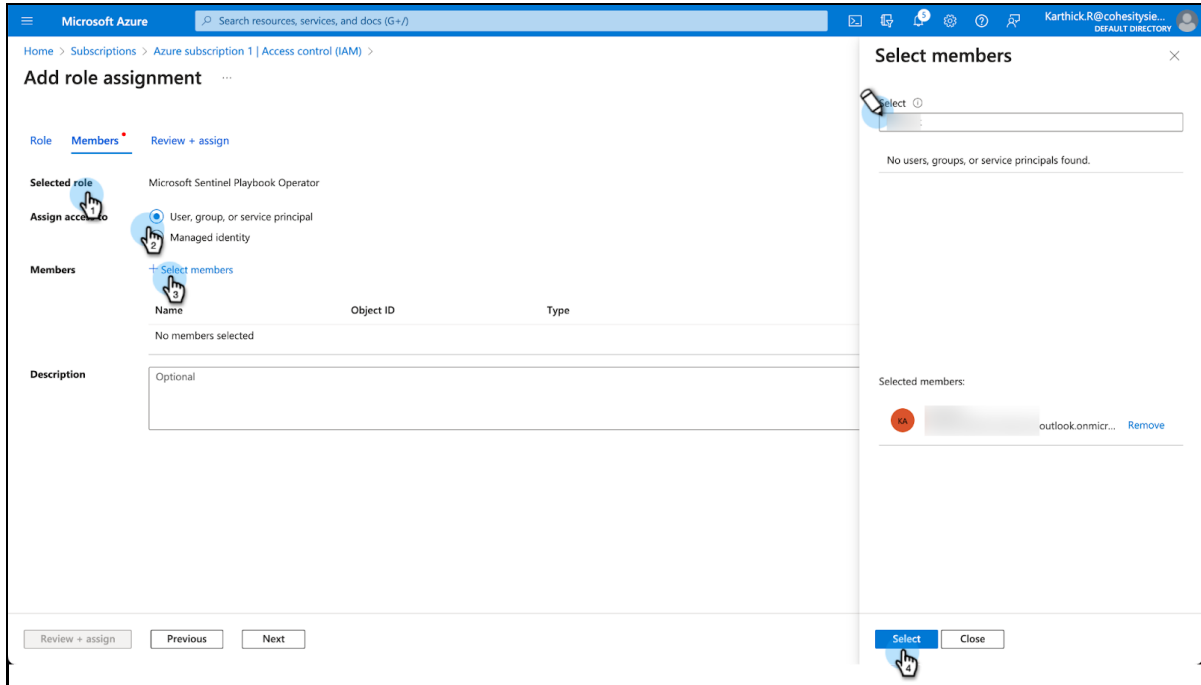 Microsoft Azure
Search resources, services, and docs (G+/)
5
Karthick.R@cohesitysie...
DEFAULT DIRECTORY
Home > Subscriptions > Azure subscription 1 | Access control (IAM) >
Add role assignment ...
Role Members Review + assign
Selected role Microsoft Sentinel Playbook Operator
1
Assign access to User, group, or service principal
2 Managed identity
Members + Select members
3
Name Object ID Type
No members selected
Description Optional
Review + assign Previous Next
Select members
Select
No users, groups, or service principals found.
Selected members:
KA outlook.onmicr... Remove
Select Close
4